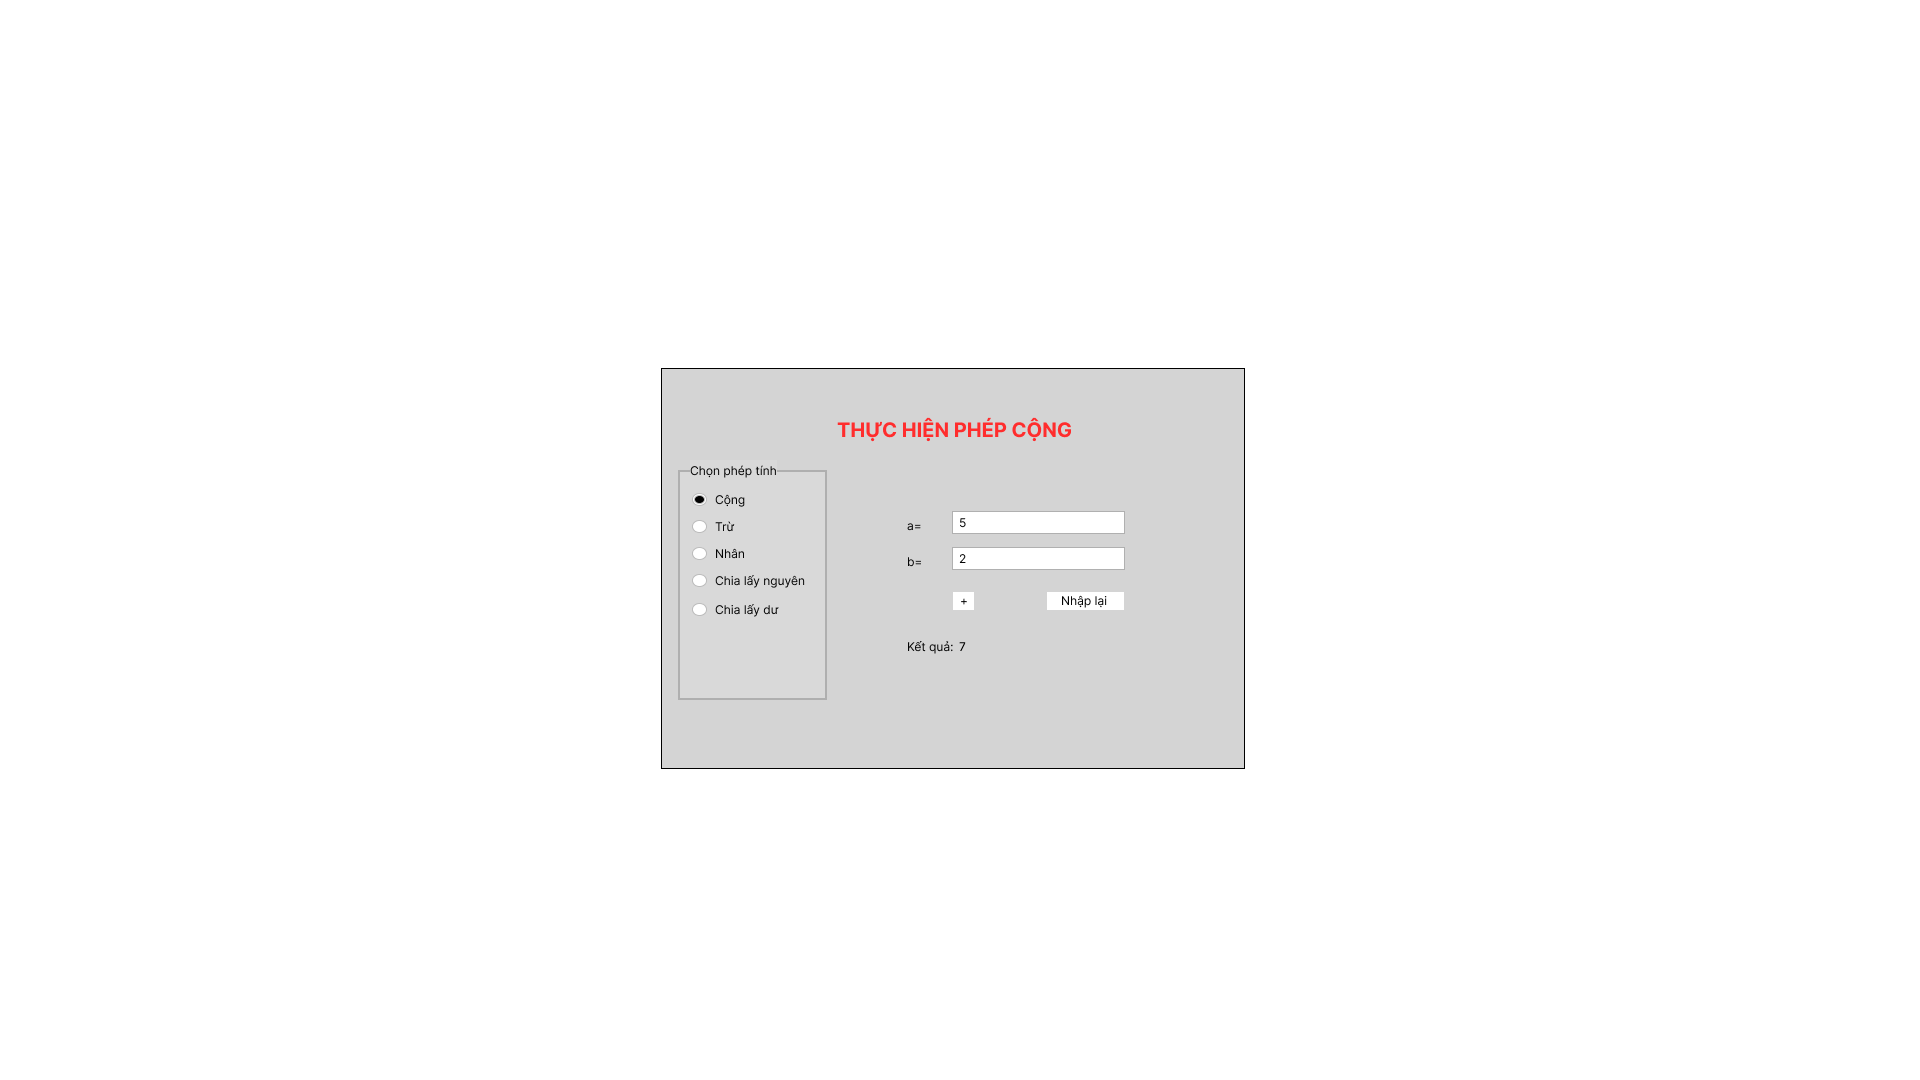 THỰC HIỆN PHÉP CỘNG
Chọn phép tính
Cộng
Trừ
Nhân
Chia lấy nguyên
Chia lấy dư
a= 5
b= 2
+ Nhập lại
Kết quả: 7